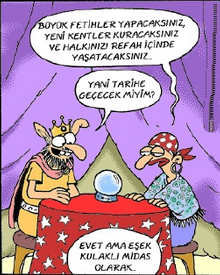 BÜYÜK FETİHLER YAPACAKSINIZ,
YENİ KENTLER KURACAKSINIZ
VE HALKINIZI REFAH İÇİNDE
YAŞATACAKSINIZ..
YANİ TARİHE
GEÇECEK MİYİM?
EVET AMA EŞEK
KULAKLI MİDAS
OLARAK..